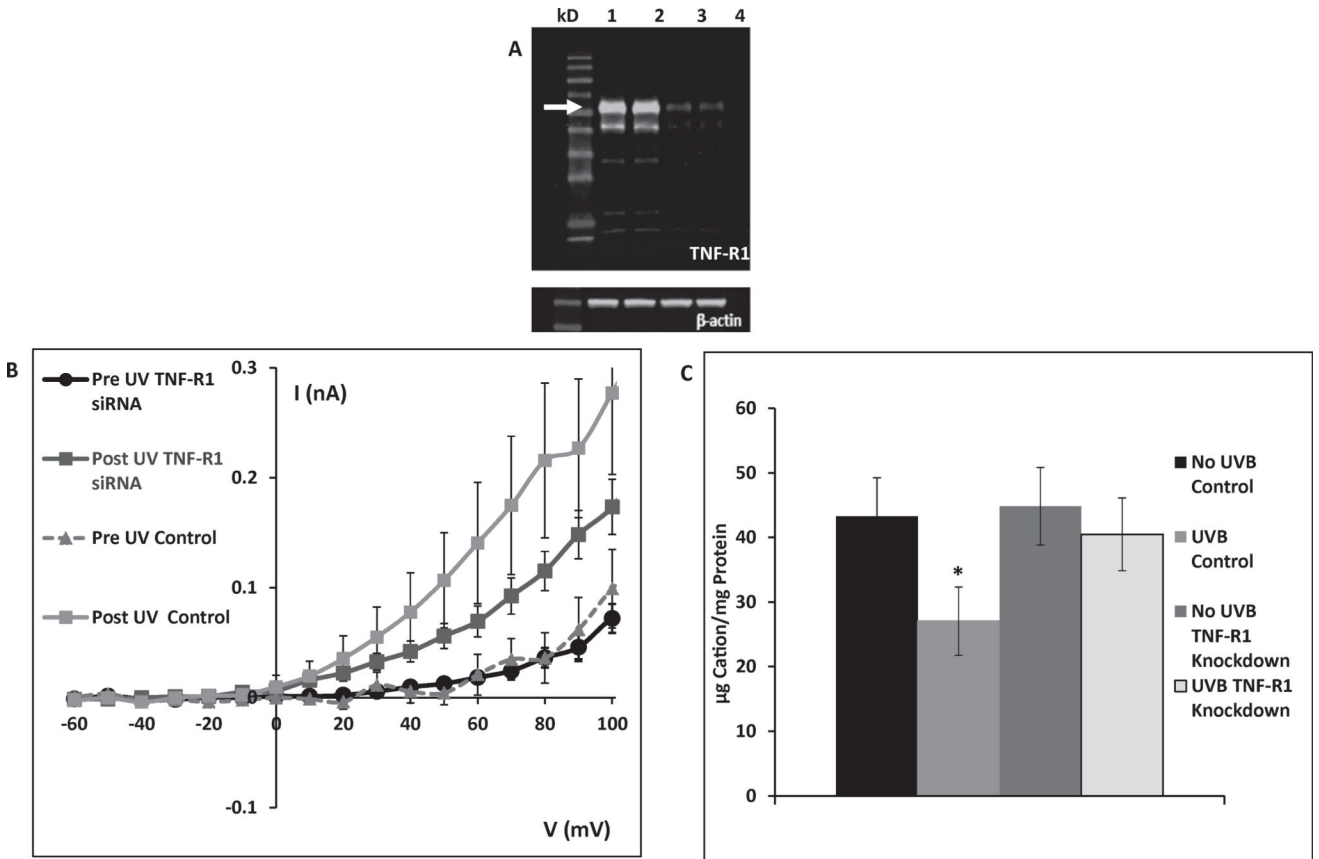 kD 1 2 3 4
A
TNF-R1
β-actin
B
Pre UV TNF-R1
siRNA
Post UV TNF-R1
siRNA
Pre UV Control
Post UV Control
I (nA)
0.3
0.2
0.1
0
-0.1
-60 -40 -20 0 20 40 60 80 100
V (mV)
C
µg Cation/mg Protein
60
50
40
30
20
10
0
*
No UVB
Control
UVB
Control
No UVB
TNF-R1
Knockdown
UVB TNF-R1
Knockdown